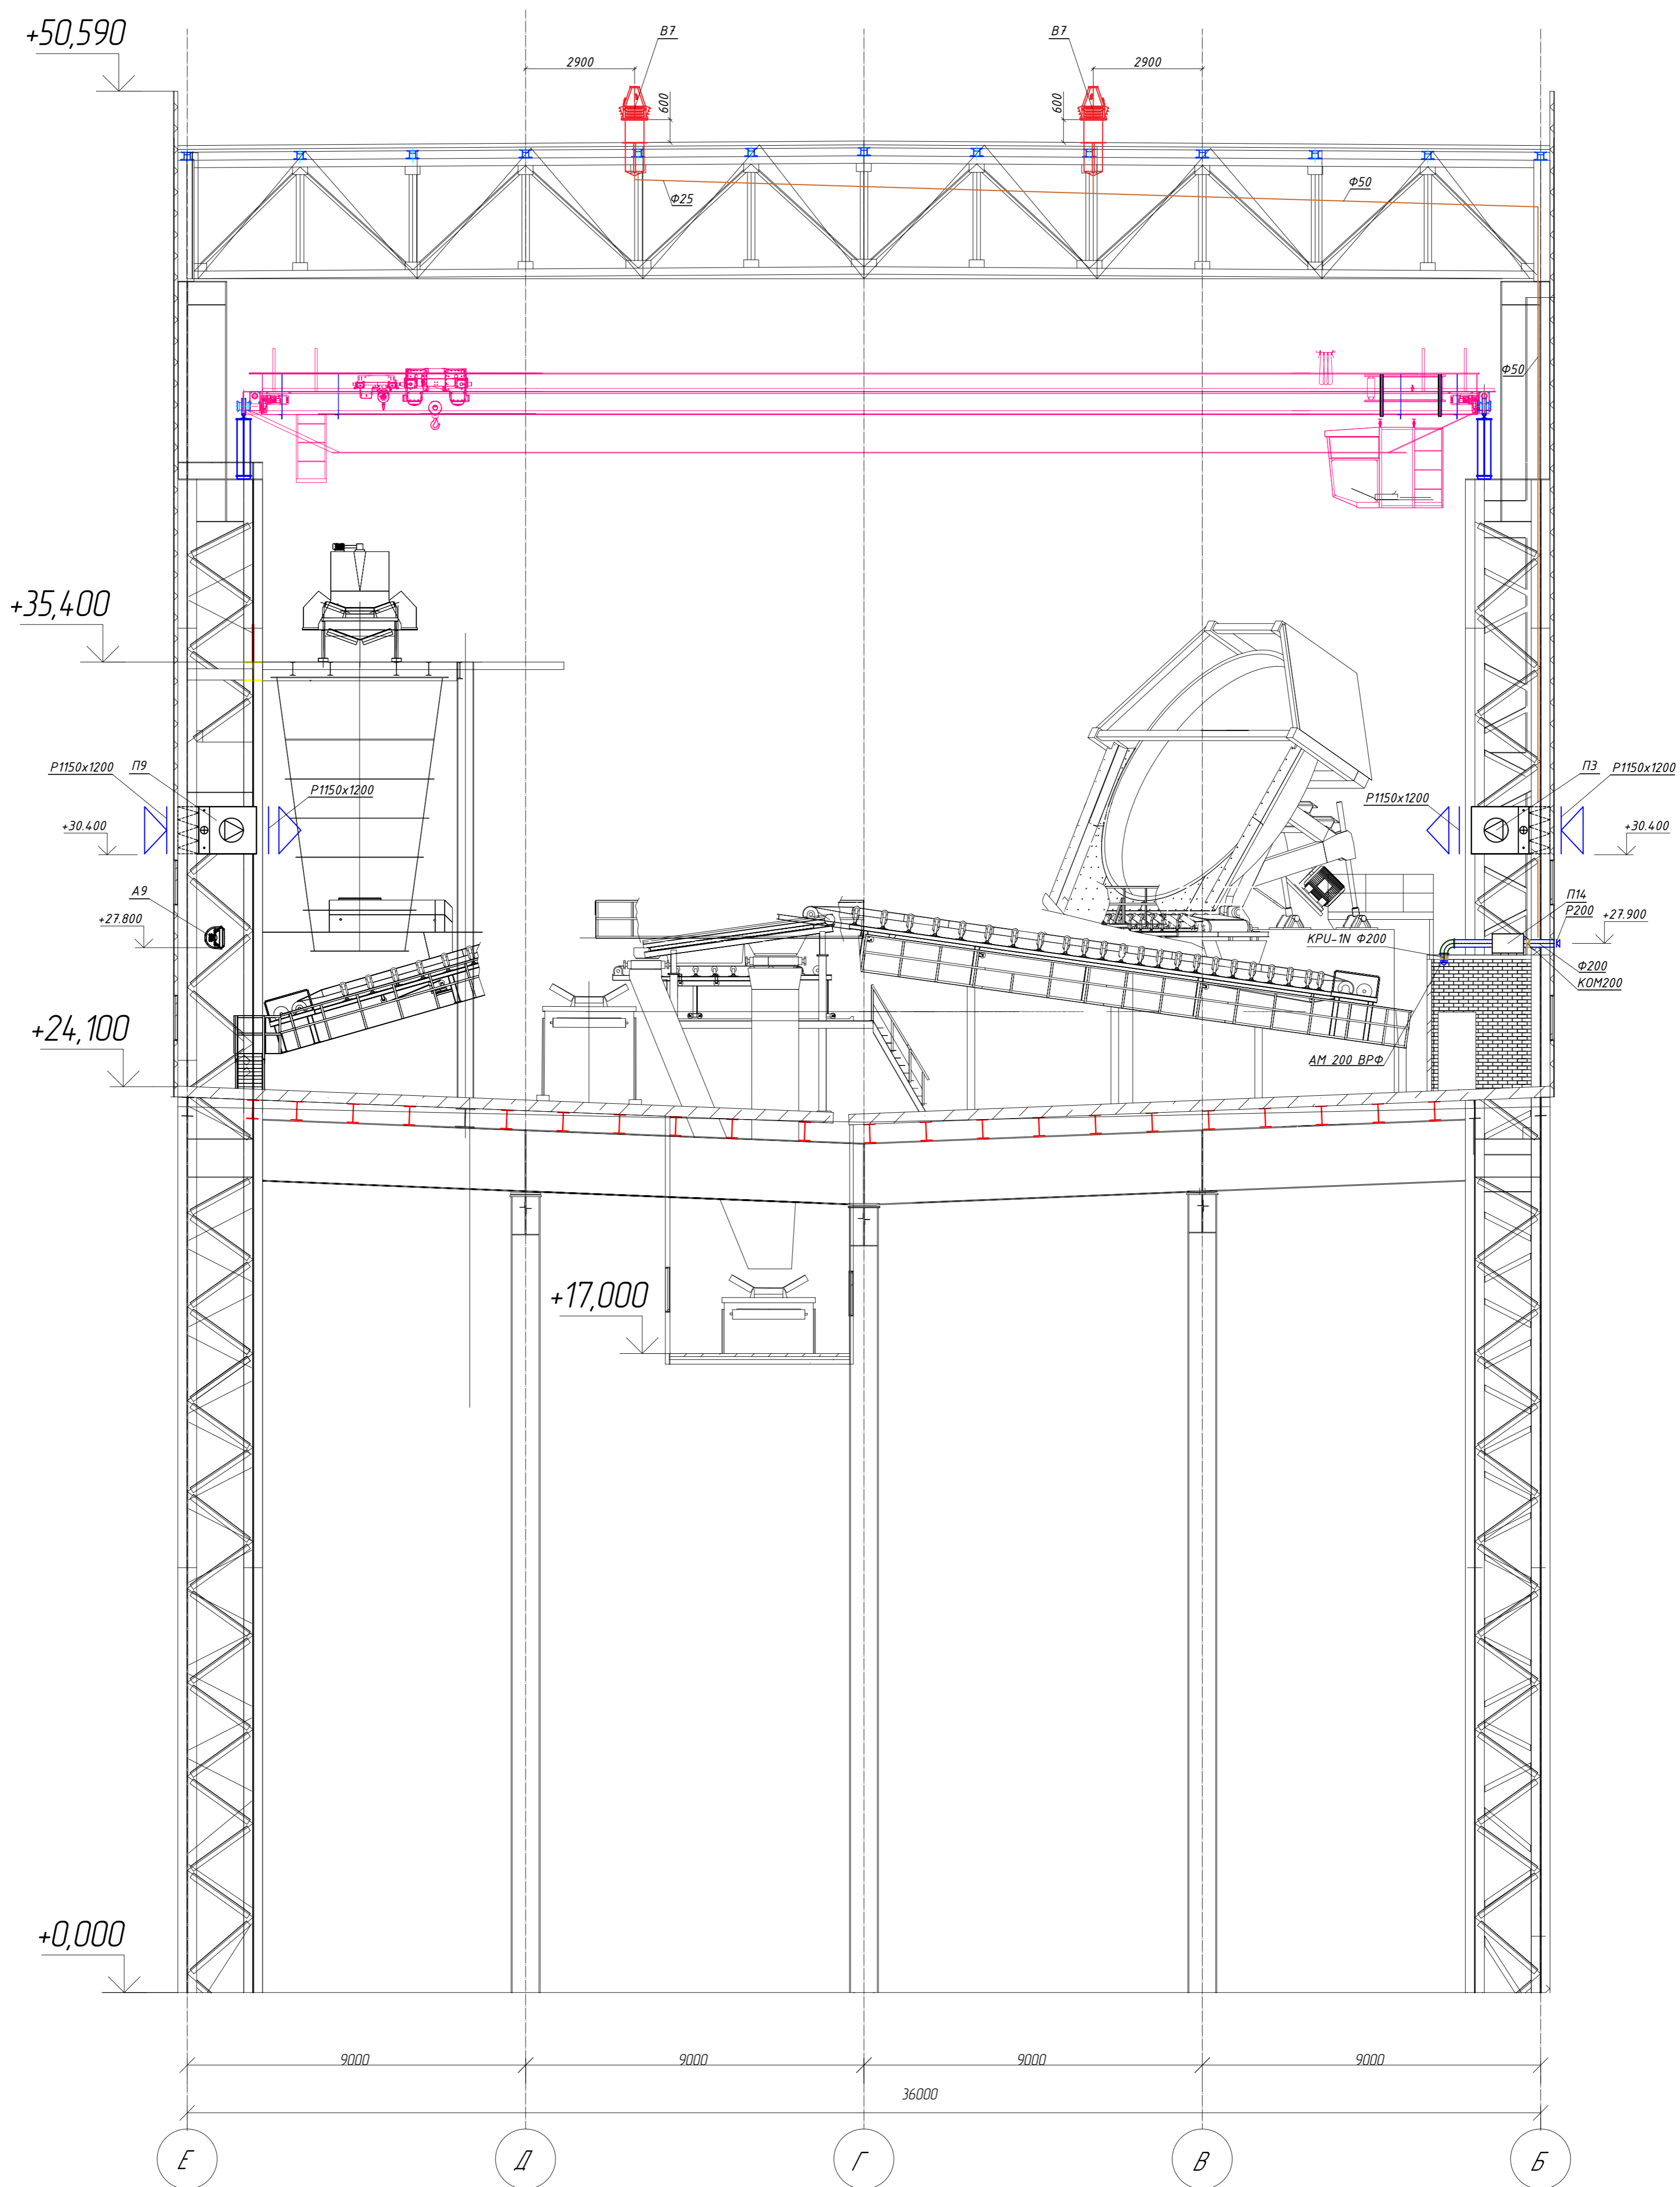 +50,590
В7
В7
2900
2900
600
600
Ф25
Ф50
Ф50
+35,400
Р1150х1200
П9
Р1150х1200
Р1150х1200
П3
Р1150х1200
+30.400
+30.400
А9
+27.800
П14
Р200
+27.900
KPU-1N Ф200
Ф200
КОМ200
+24,100
АМ 200 ВРФ
+17,000
+0,000
9000
9000
9000
9000
36000
Е
Д
Г
В
Б